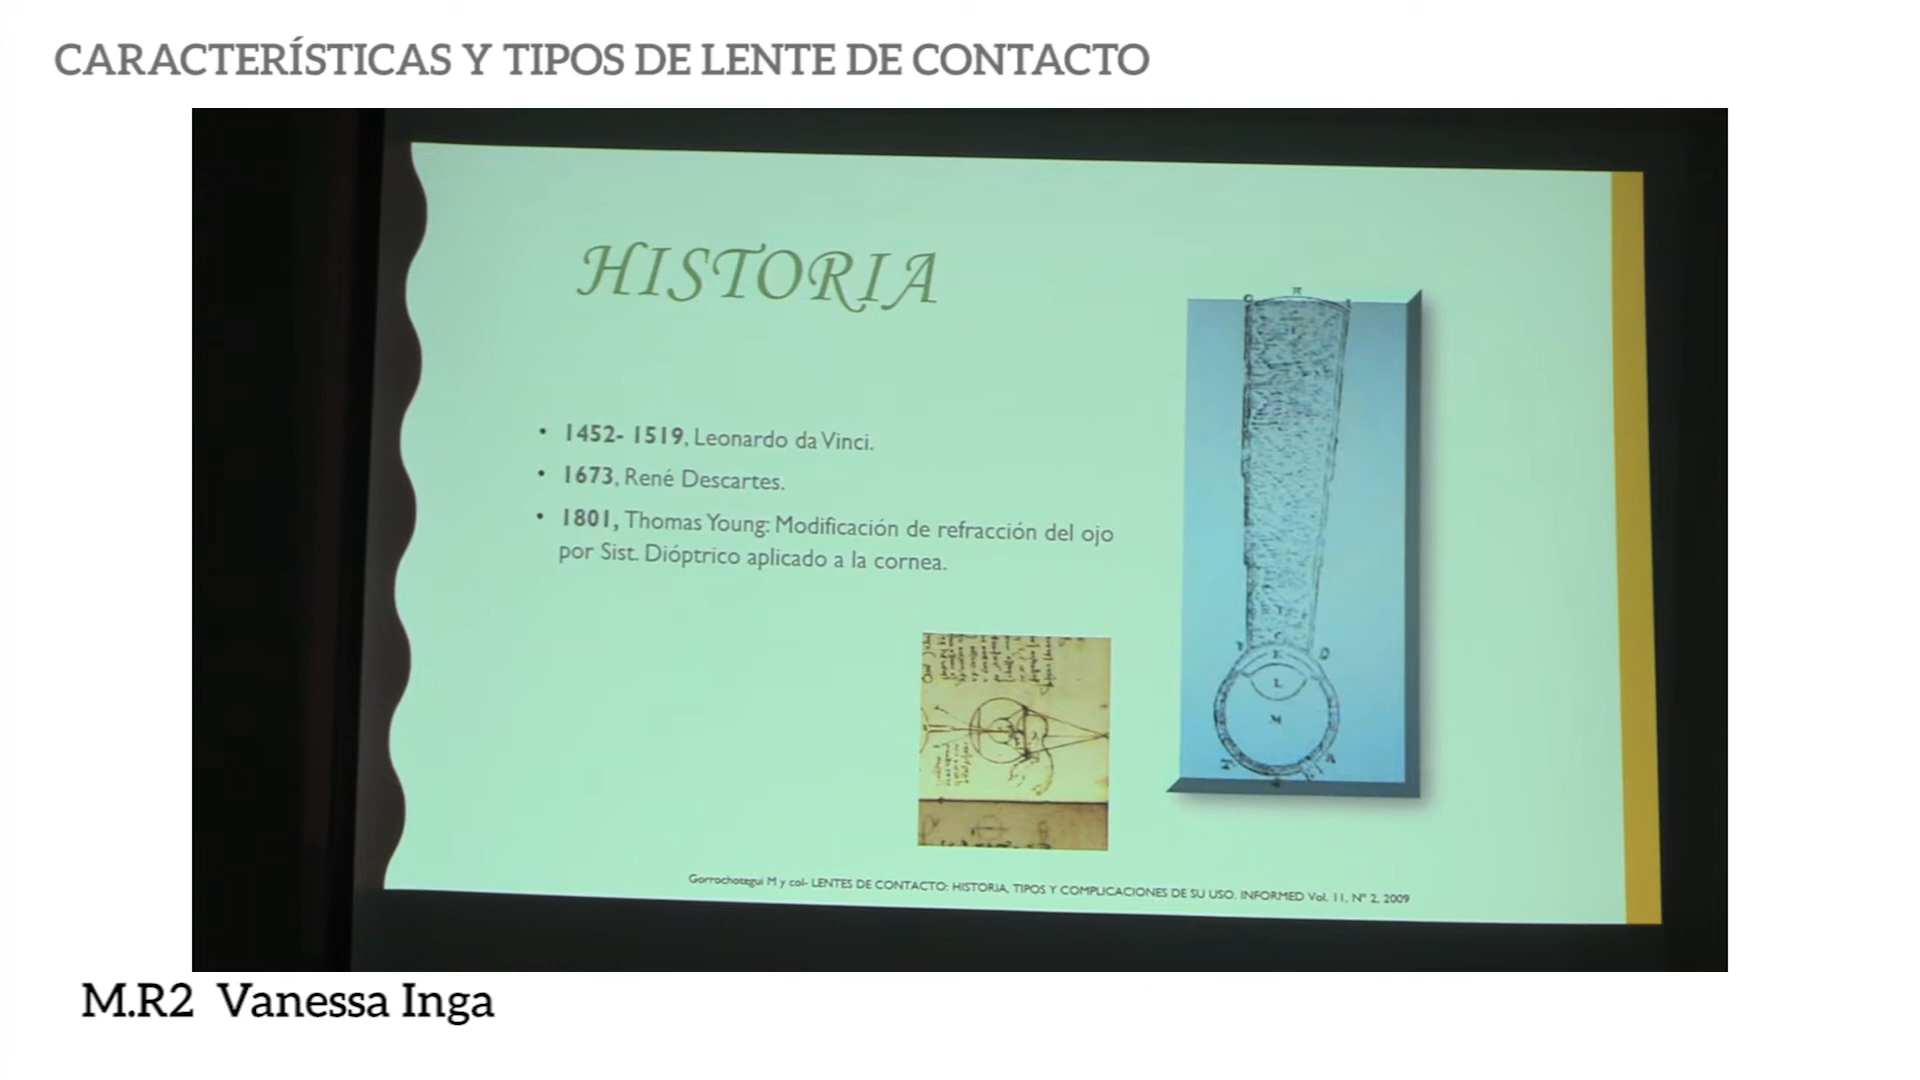 CARACTERÍSTICAS Y TIPOS DE LENTE DE CONTACTO
HISTORIA
• 1452- 1519, Leonardo da Vinci.
• 1673, René Descartes.
• 1801, Thomas Young: Modificación de refracción del ojo
por Sist. Dióptrico aplicado a la cornea.
L
M
Gorrochotegui M y col- LENTES DE CONTACTO: HISTORIA, TIPOS Y COMPLICACIONES DE SU USO. INFORMED Vol. 11, Nº 2, 2009
M.R2 Vanessa Inga